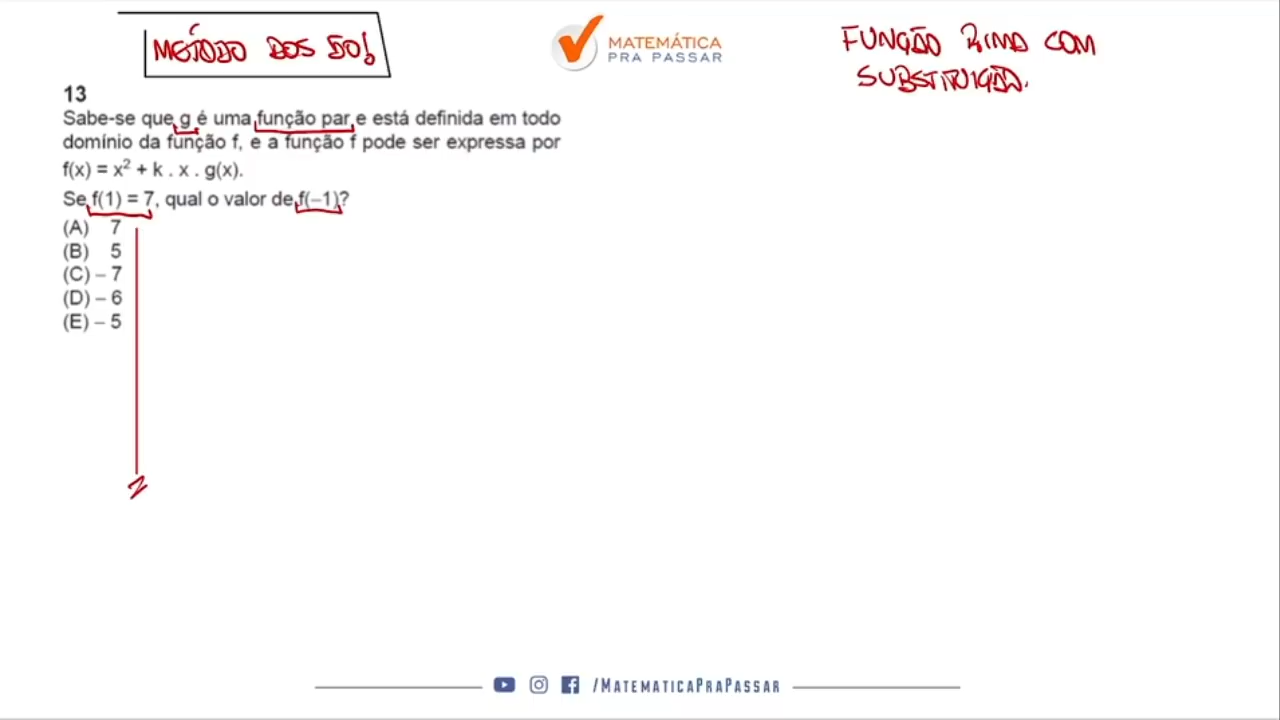 MÉTODO DOS 50!
MATEMÁTICA
PRA PASSAR
FUNÇÃO RIMA COM
SUBSTITUIÇÃO.
13
Sabe-se que g é uma função par e está definida em todo
domínio da função f, e a função f pode ser expressa por
f(x) = x² + k . x . g(x).
Se f(1) = 7, qual o valor de f(–1)?
(A) 7
(B) 5
(C) – 7
(D) – 6
(E) – 5
/MATEMATICAPRAPASSAR